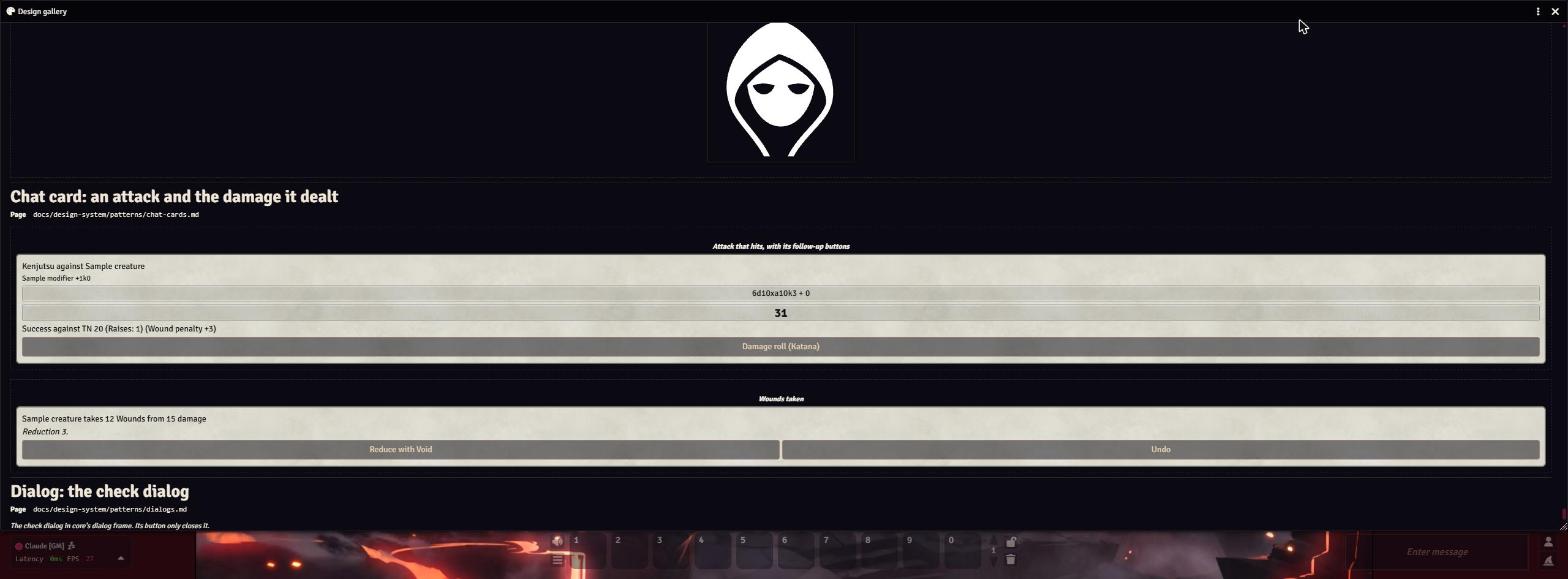 Design gallery
Chat card: an attack and the damage it dealt
Page docs/design-system/patterns/chat-cards.md
Attack that hits, with its follow-up buttons
Kenjutsu against Sample creature
Sample modifier +1k0
6d10xa10k3 + 0
31
Success against TN 20 (Raises: 1) (Wound penalty +3)
Damage roll (Katana)
Wounds taken
Sample creature takes 12 Wounds from 15 damage
Reduction 3.
Reduce with Void Undo
Dialog: the check dialog
Page docs/design-system/patterns/dialogs.md
The check dialog in core's dialog frame. Its button only closes it.
Claude [GM]
Latency 0ms FPS 27
1 2 3 4 5 6 7 8 9 0
1
Enter message